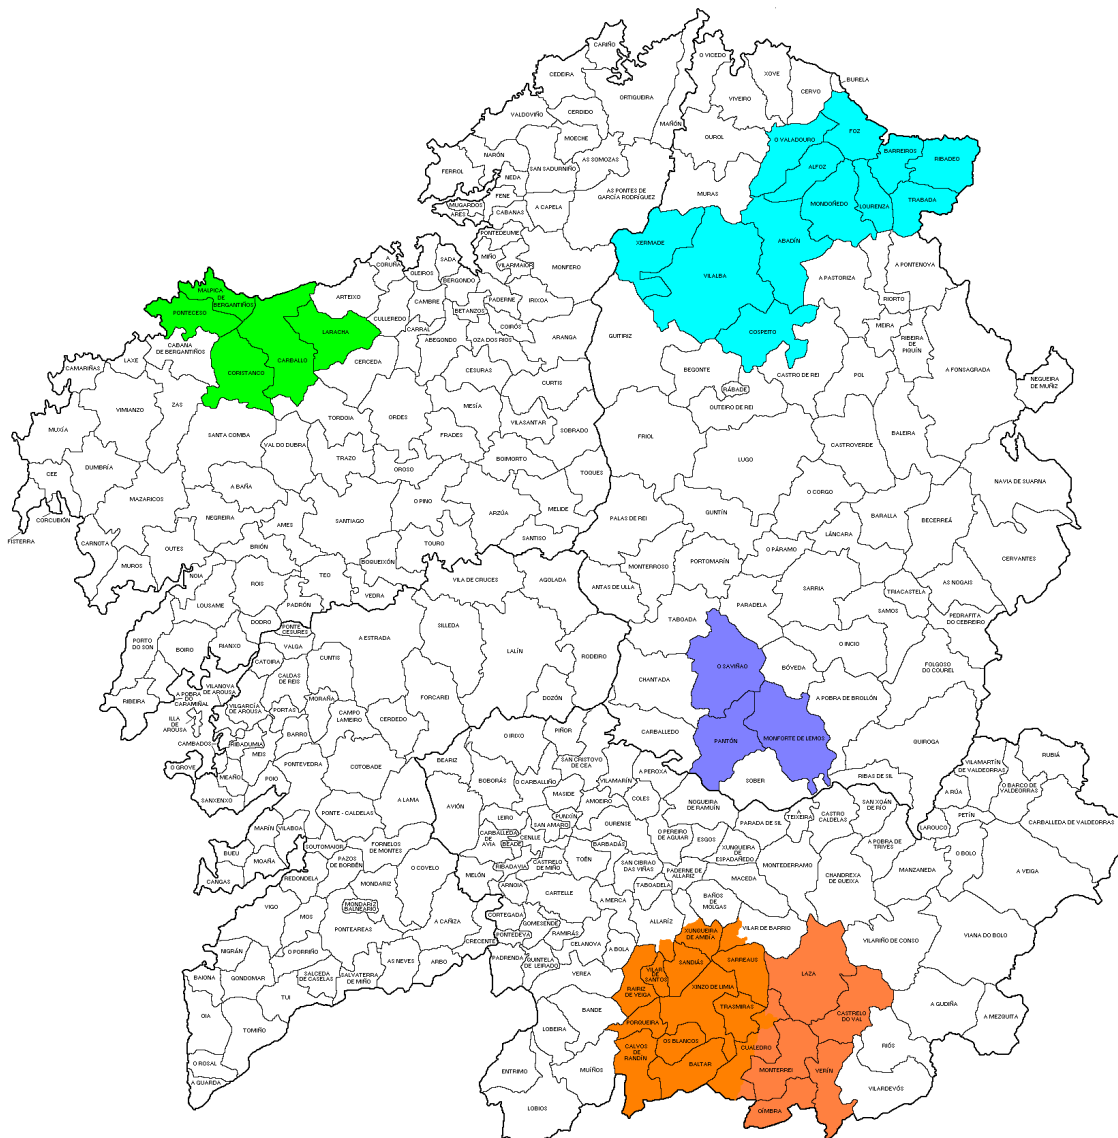 CARIÑO
O VICEDO
CEDEIRA
XOVE
BURELA
ORTIGUEIRA
VIVEIRO
CERVO
VALDOVIÑO
CERDIDO
MAÑÓN
MOECHE
OUROL
O VALADOURO
FOZ
NARÓN
AS SOMOZAS
BARREIROS
RIBADEO
FERROL
SAN SADURNIÑO
ALFOZ
NEDA
MURAS
AS PONTES DE
GARCÍA RODRÍGUEZ
FENE
MUGARDOS
ARES
CABANAS
A CAPELA
MONDOÑEDO
LOURENZA
TRABADA
PONTEDEUME
XERMADE
ABADÍN
MIÑO
A
CORUÑA
SADA
VILARMAIOR
MONFERO
A PONTENOVA
OLEIROS
BERGONDO
VILALBA
A PASTORIZA
MALPICA
DE
BERGANTIÑOS
ARTEIXO
CAMBRE
PADERNE
IRIXOA
RIORTO
PONTECESO
BETANZOS
CULLEREDO
CARRAL
COIRÓS
COSPEITO
MEIRA
LARACHA
ABEGONDO
OZA DOS RIOS
ARANGA
GUITIRIZ
RIBEIRA
DE
PIQUÍN
CABANA
DE BERGANTIÑOS
LAXE
CARBALLO
CERCEDA
CESURAS
BEGONTE
CASTRO DE REI
POL
A FONSAGRADA
CAMARIÑAS
CORISTANCO
CURTIS
RÁBADE
NEGUEIRA
DE MUÑIZ
VIMIANZO
ZAS
TORDOIA
ORDES
MESÍA
OUTEIRO DE REI
VILASANTAR
MUXÍA
SANTA COMBA
VAL DO DUBRA
FRADES
SOBRADO
FRIOL
CASTROVERDE
BALEIRA
TRAZO
BOIMORTO
LUGO
DUMBRÍA
CEE
OROSO
TOQUES
A BAÑA
O CORGO
NAVIA DE SUARNA
MAZARICOS
O PINO
ARZÚA
MELIDE
GUNTÍN
BARALLA
BECERREÁ
CORCUBIÓN
NEGREIRA
AMES
SANTIAGO
PALAS DE REI
LÁNCARA
FISTERRA
CARNOTA
OUTES
BRIÓN
TOURO
SANTISO
O PÁRAMO
CERVANTES
MUROS
BOQUEIXÓN
MONTERROSO
PORTOMARÍN
NOIA
ROIS
TEO
VILA DE CRUCES
AGOLADA
ANTAS DE ULLA
SARRIA
AS NOGAIS
VEDRA
TRIACASTELA
LOUSAME
PADRÓN
PARADELA
SAMOS
PEDRAFITA
DO CEBREIRO
DODRO
TABOADA
PONTE
CESURES
SILLEDA
PORTO
DO SON
RIANXO
VALGA
A ESTRADA
O INCIO
BOIRO
CATOIRA
CUNTIS
LALÍN
RODEIRO
O SAVIÑAO
BÓVEDA
FOLGOSO
DO COUREL
CALDAS
DE REIS
CHANTADA
VILANOVA
DE AROUSA
A POBRA
DO
CARAMIÑAL
RIBEIRA
MORAÑA
FORCAREI
DOZÓN
A POBRA DE BROLLÓN
VILGARCÍA
DE AROUSA
PORTAS
CAMPO
LAMEIRO
CERDEDO
ILLA
DE
AROUSA
CAMBADOS
RIBADUMIA
BARRO
O IRIXO
PIÑOR
CARBALLEDO
PANTÓN
MONFORTE DE LEMOS
QUIROGA
MEIS
RUBIÁ
O GROVE
PONTEVEDRA
COTOBADE
BEARIZ
SAN CRISTOVO
DE CEA
VILAMARTÍN
DE VALDEORRAS
MEAÑO
POIO
BOBORÁS
O CARBALLIÑO
VILAMARÍN
A PEROXA
SOBER
RIBAS DE SIL
A RÚA
O BARCO DE
VALDEORRAS
SANXENXO
A LAMA
AVIÓN
MASIDE
AMOEIRO
COLES
NOGUEIRA
DE RAMUÍN
SAN XOÁN
DE RÍO
PONTE - CALDELAS
LEIRO
PUNXÍN
A
TEIXEIRA
CASTRO
CALDELAS
PETÍN
MARÍN
VILABOA
SAN AMARO
OURENSE
PARADA DE SIL
LAROUCO
CARBALLEDA DE VALDEORRAS
CARBALLEDA
DE
AVIA
CENLLE
O PEREIRO
DE AGUIAR
ESGOS
SOUTOMAIOR
FORNELOS
DE MONTES
BEADE
BARBADÁS
XUNQUEIRA
DE
ESPADAÑEDO
A POBRA DE
TRIVES
BUEU
MOAÑA
PAZOS
DE BORBÉN
O COVELO
RIBADAVIA
CASTRELO
DE MIÑO
TOÉN
SAN CIBRAO
DAS VIÑAS
MONTEDERRAMO
O BOLO
MANZANEDA
A VEIGA
CANGAS
REDONDELA
MONDARIZ
MELÓN
PADERNE DE
ALLARIZ
CHANDREXA
DE QUEIXA
ARNOIA
TABOADELA
MACEDA
VIGO
CARTELLE
A MERCA
BAÑOS
DE
MOLGAS
MONDARIZ
BALNEARIO
MOS
CORTEGADA
GOMESENDE
ALLARÍZ
A CAÑIZA
PONTEAREAS
PONTEDEVA
RAMIRÁS
XUNQUEIRA
DE AMBÍA
VILAR DE BARRIO
CRECENTE
VIANA DO BOLO
NIGRÁN
O PORRIÑO
CELANOVA
A BOLA
VILARIÑO DE CONSO
PADRENDA
QUINTELA
DE LEIRADO
SANDIÁS
SARREAUS
AS NEVES
ARBO
BAIONA
GONDOMAR
SALCEDA
DE CASELAS
SALVATERRA
DE MIÑO
VEREA
VILAR
DE
SANTOS
LAZA
RAIRIZ
DE VEIGA
XINZO DE LIMIA
TUI
A GUDIÑA
OIA
BANDE
TRASMIRAS
CASTRELO
DO VAL
A MEZQUITA
TOMIÑO
LOBEIRA
PORQUEIRA
OS BLANCOS
CUALEDRO
RIÓS
O ROSAL
CALVOS
DE
RANDÍN
BALTAR
MONTERREI
VERÍN
A GUARDA
ENTRIMO
MUÍÑOS
VILARDEVÓS
LOBIOS
OÍMBRA